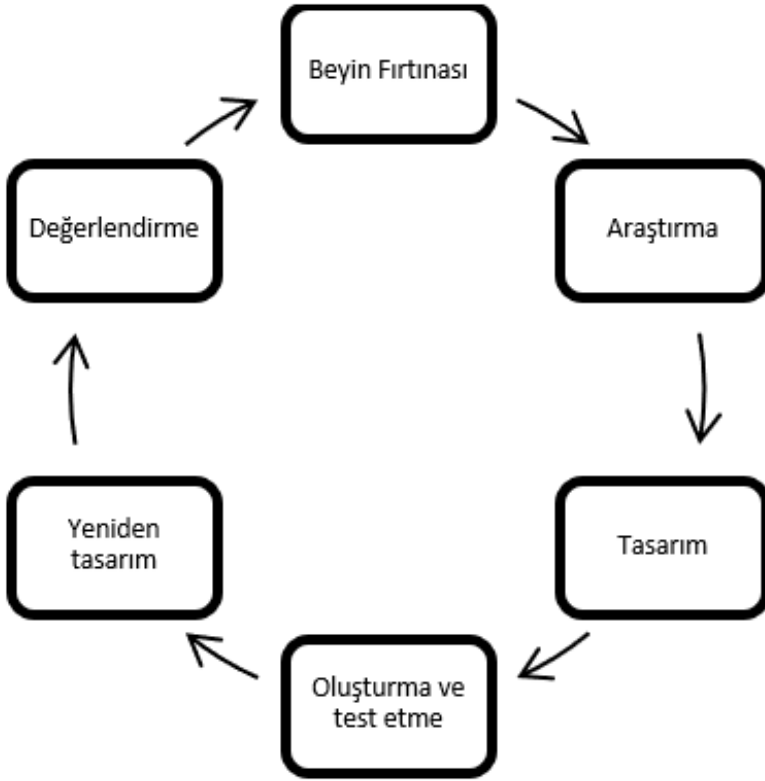 Beyin Fırtınası
Araştırma
Tasarım
Oluşturma ve
test etme
Yeniden
tasarım
Değerlendirme